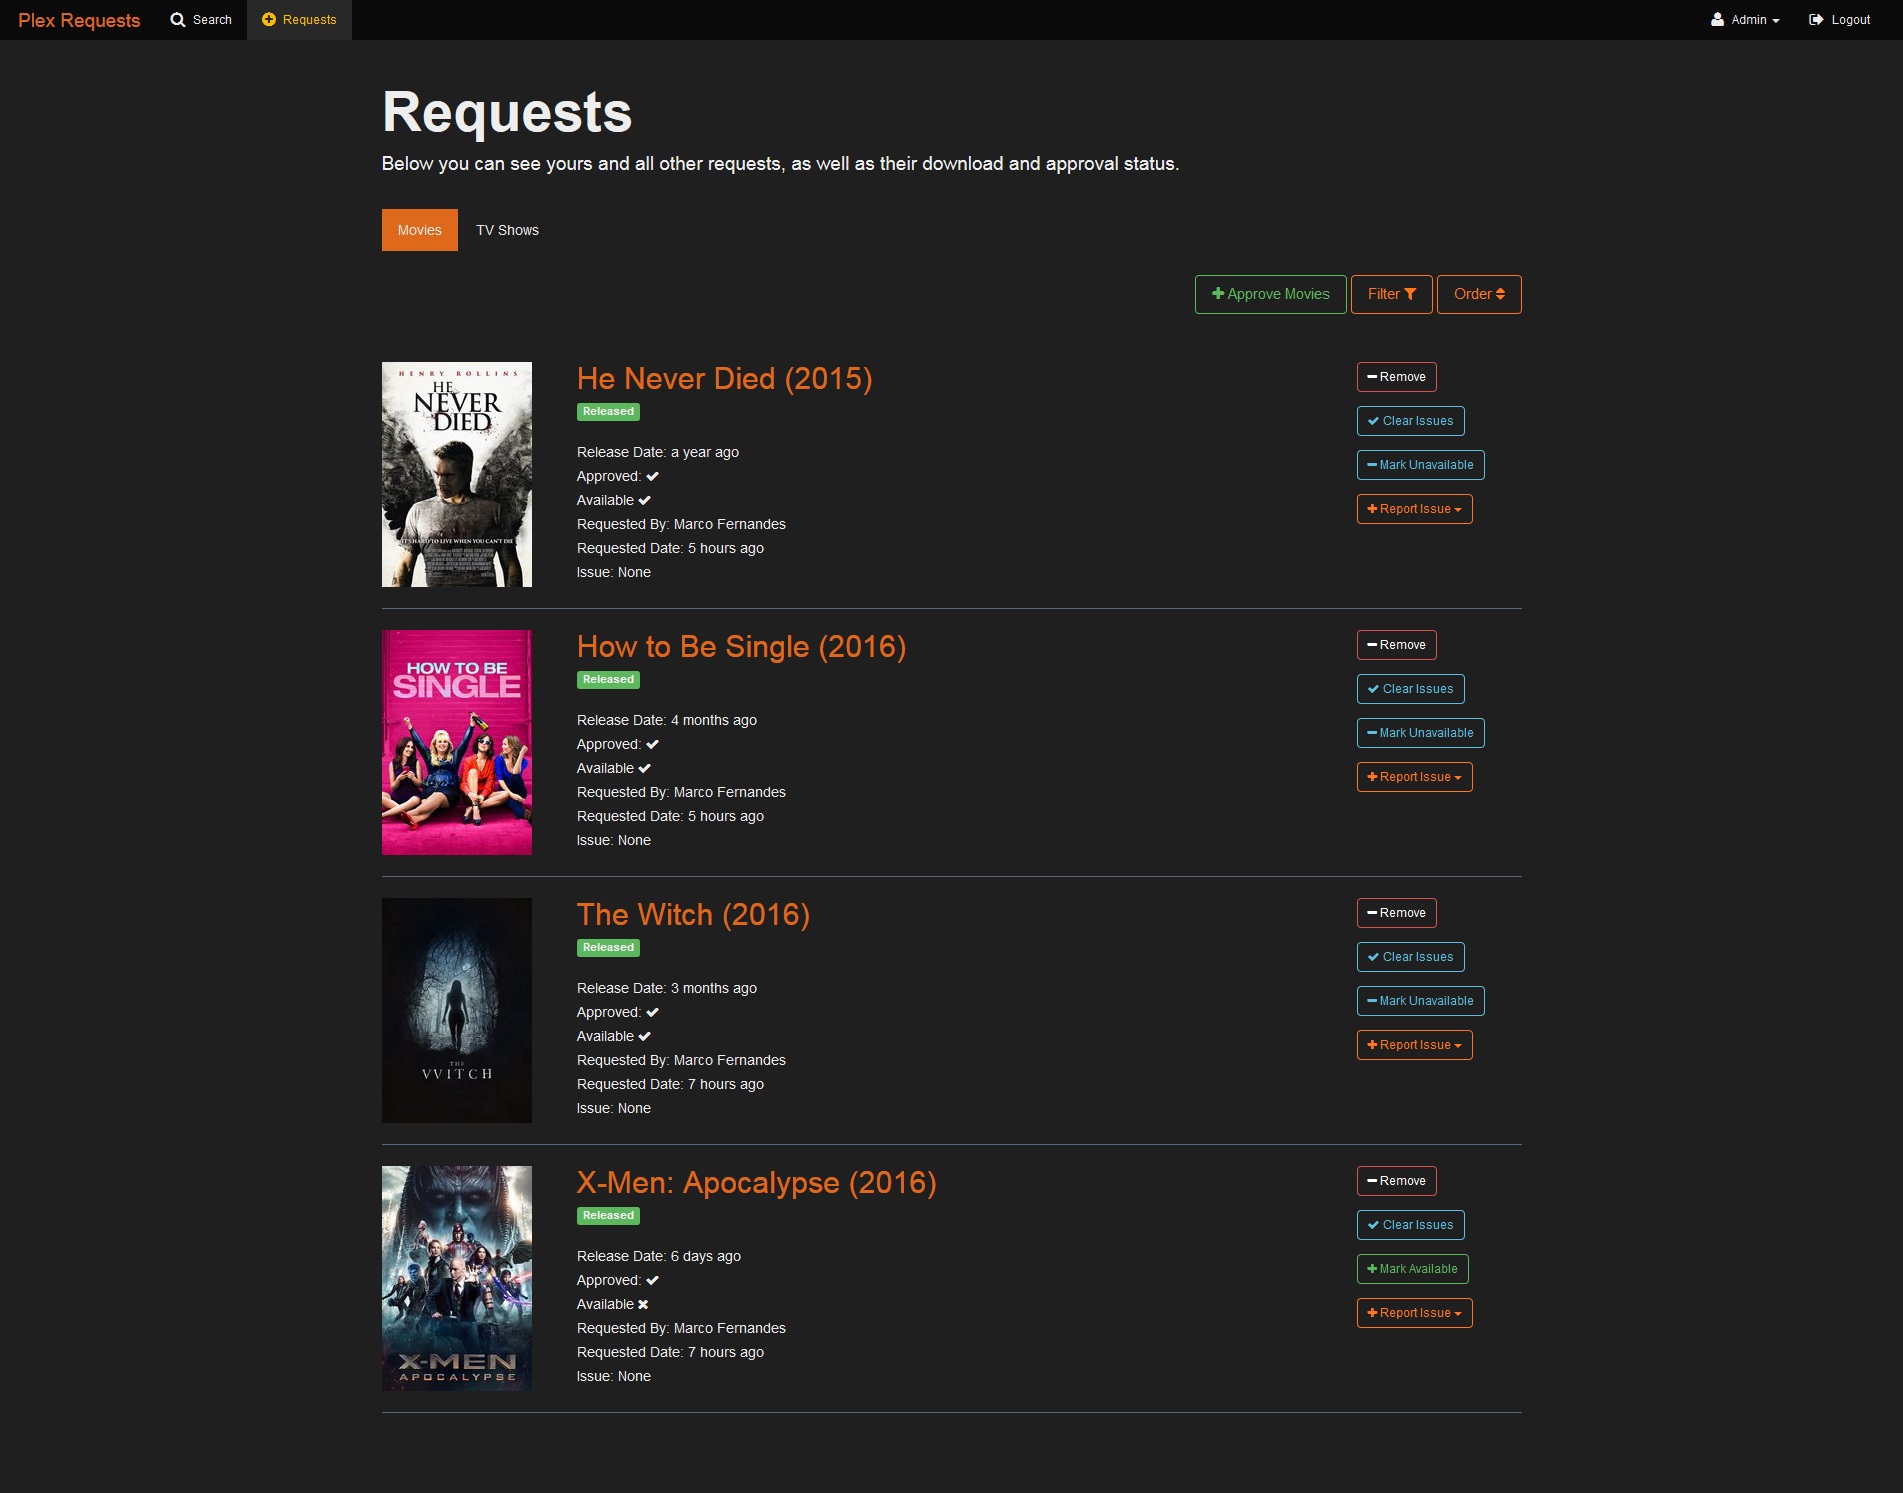 Plex Requests
Search
Requests
Admin
Logout
Requests
Below you can see yours and all other requests, as well as their download and approval status.
Movies
TV Shows
Approve Movies
Filter
Order
HENRY ROLLINS
HE
NEVER
DIED
IT'S HARD TO LIVE WHEN YOU CAN'T DIE
He Never Died (2015)
Released
Release Date: a year ago
Approved:
Available
Requested By: Marco Fernandes
Requested Date: 5 hours ago
Issue: None
Remove
Clear Issues
Mark Unavailable
Report Issue
HOW TO BE
SINGLE
How to Be Single (2016)
Released
Release Date: 4 months ago
Approved:
Available
Requested By: Marco Fernandes
Requested Date: 5 hours ago
Issue: None
Remove
Clear Issues
Mark Unavailable
Report Issue
THE
VVITCH
The Witch (2016)
Released
Release Date: 3 months ago
Approved:
Available
Requested By: Marco Fernandes
Requested Date: 7 hours ago
Issue: None
Remove
Clear Issues
Mark Unavailable
Report Issue
X-MEN
APOCALYPSE
X-Men: Apocalypse (2016)
Released
Release Date: 6 days ago
Approved:
Available
Requested By: Marco Fernandes
Requested Date: 7 hours ago
Issue: None
Remove
Clear Issues
Mark Available
Report Issue